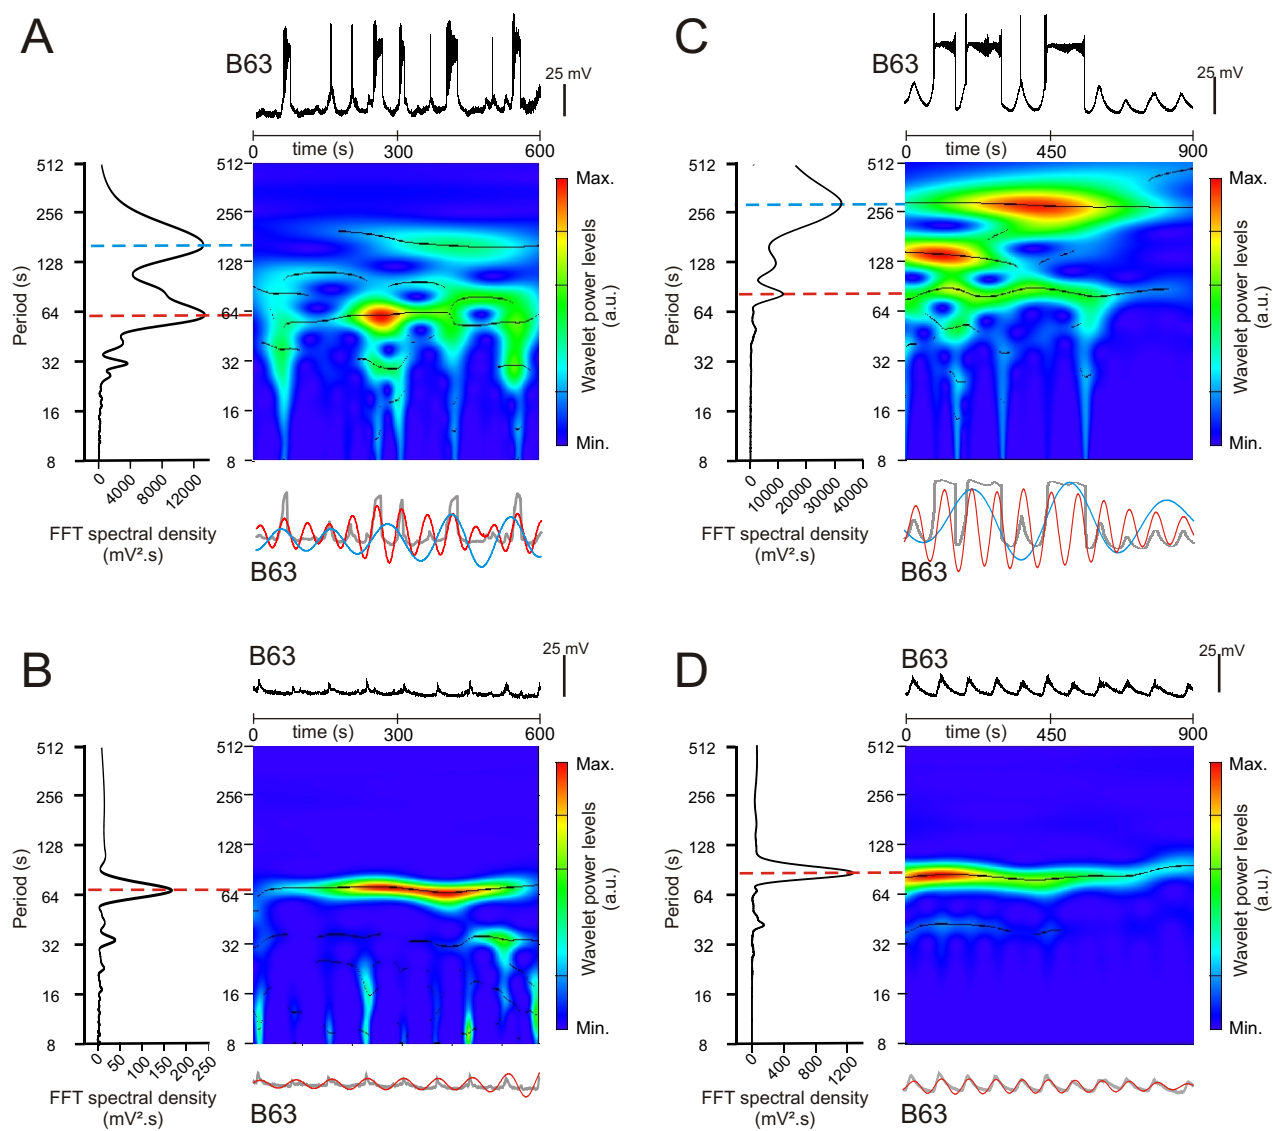 A
B63
25 mV
0
time (s)
300
600
Period (s)
512
256
128
64
32
16
8
512
256
128
64
32
16
8
Max.
Wavelet power levels
(a.u.)
Min.
0
4000
8000
12000
FFT spectral density
(mV².s)
B63
C
B63
25 mV
0
time (s)
450
900
Period (s)
512
256
128
64
32
16
8
512
256
128
64
32
16
8
Max.
Wavelet power levels
(a.u.)
Min.
0
10000
20000
30000
40000
FFT spectral density
(mV².s)
B63
B
B63
25 mV
0
time (s)
300
600
Period (s)
512
256
128
64
32
16
8
512
256
128
64
32
16
8
Max.
Wavelet power levels
(a.u.)
Min.
0
50
100
150
200
250
FFT spectral density
(mV².s)
B63
D
B63
25 mV
0
time (s)
450
900
Period (s)
512
256
128
64
32
16
8
512
256
128
64
32
16
8
Max.
Wavelet power levels
(a.u.)
Min.
0
400
800
1200
FFT spectral density
(mV².s)
B63